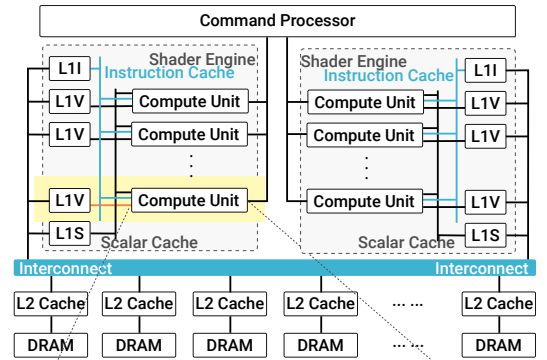 Command Processor
Shader Engine
Shader Engine
L1I
Instruction Cache
Instruction Cache
L1I
L1V
Compute Unit
Compute Unit
L1V
L1V
Compute Unit
Compute Unit
L1V
L1V
Compute Unit
Compute Unit
L1V
L1S
Scalar Cache
Scalar Cache
L1S
Interconnect
Interconnect
L2 Cache
L2 Cache
L2 Cache
L2 Cache
... ...
L2 Cache
DRAM
DRAM
DRAM
DRAM
... ...
DRAM